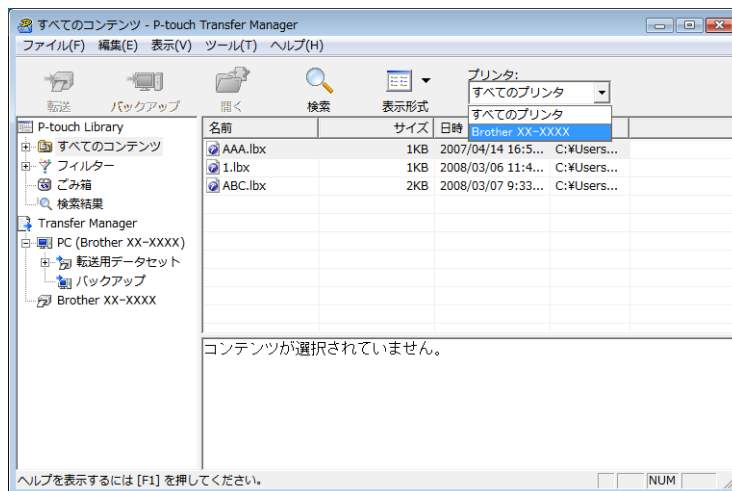 すべてのコンテンツ - P-touch Transfer Manager
ファイル(F) 編集(E) 表示(V) ツール(T) ヘルプ(H)
転送 バックアップ 開く 検索 表示形式 プリンタ:
すべてのプリンタ
すべてのプリンタ
Brother XX-XXXX
P-touch Library
すべてのコンテンツ
フィルター
ごみ箱
検索結果
Transfer Manager
PC (Brother XX-XXXX)
転送用データセット
バックアップ
Brother XX-XXXX
名前 サイズ 日時
AAA.lbx 1KB 2007/04/14 16:5... C:¥Users...
1.lbx 1KB 2008/03/06 11:4... C:¥Users...
ABC.lbx 2KB 2008/03/07 9:33... C:¥Users...
コンテンツが選択されていません。
ヘルプを表示するには [F1] を押してください。 NUM